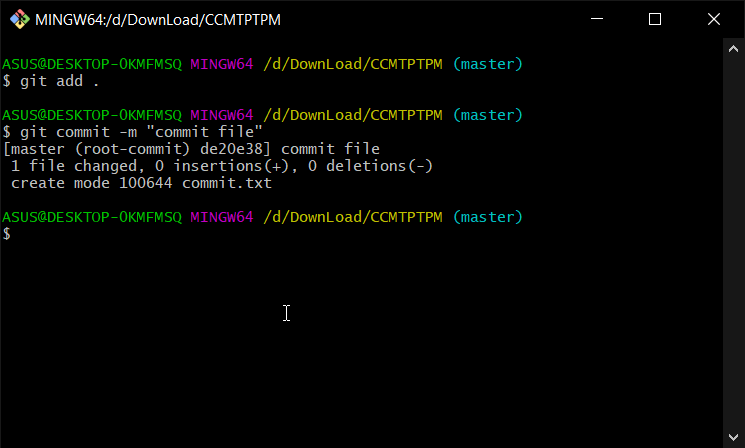 MINGW64:/d/DownLoad/CCMTPTPM
ASUS@DESKTOP-0KMFMSQ MINGW64 /d/DownLoad/CCMTPTPM (master)
$ git add .
ASUS@DESKTOP-0KMFMSQ MINGW64 /d/DownLoad/CCMTPTPM (master)
$ git commit -m "commit file"
[master (root-commit) de20e38] commit file
 1 file changed, 0 insertions(+), 0 deletions(-)
 create mode 100644 commit.txt
ASUS@DESKTOP-0KMFMSQ MINGW64 /d/DownLoad/CCMTPTPM (master)
$